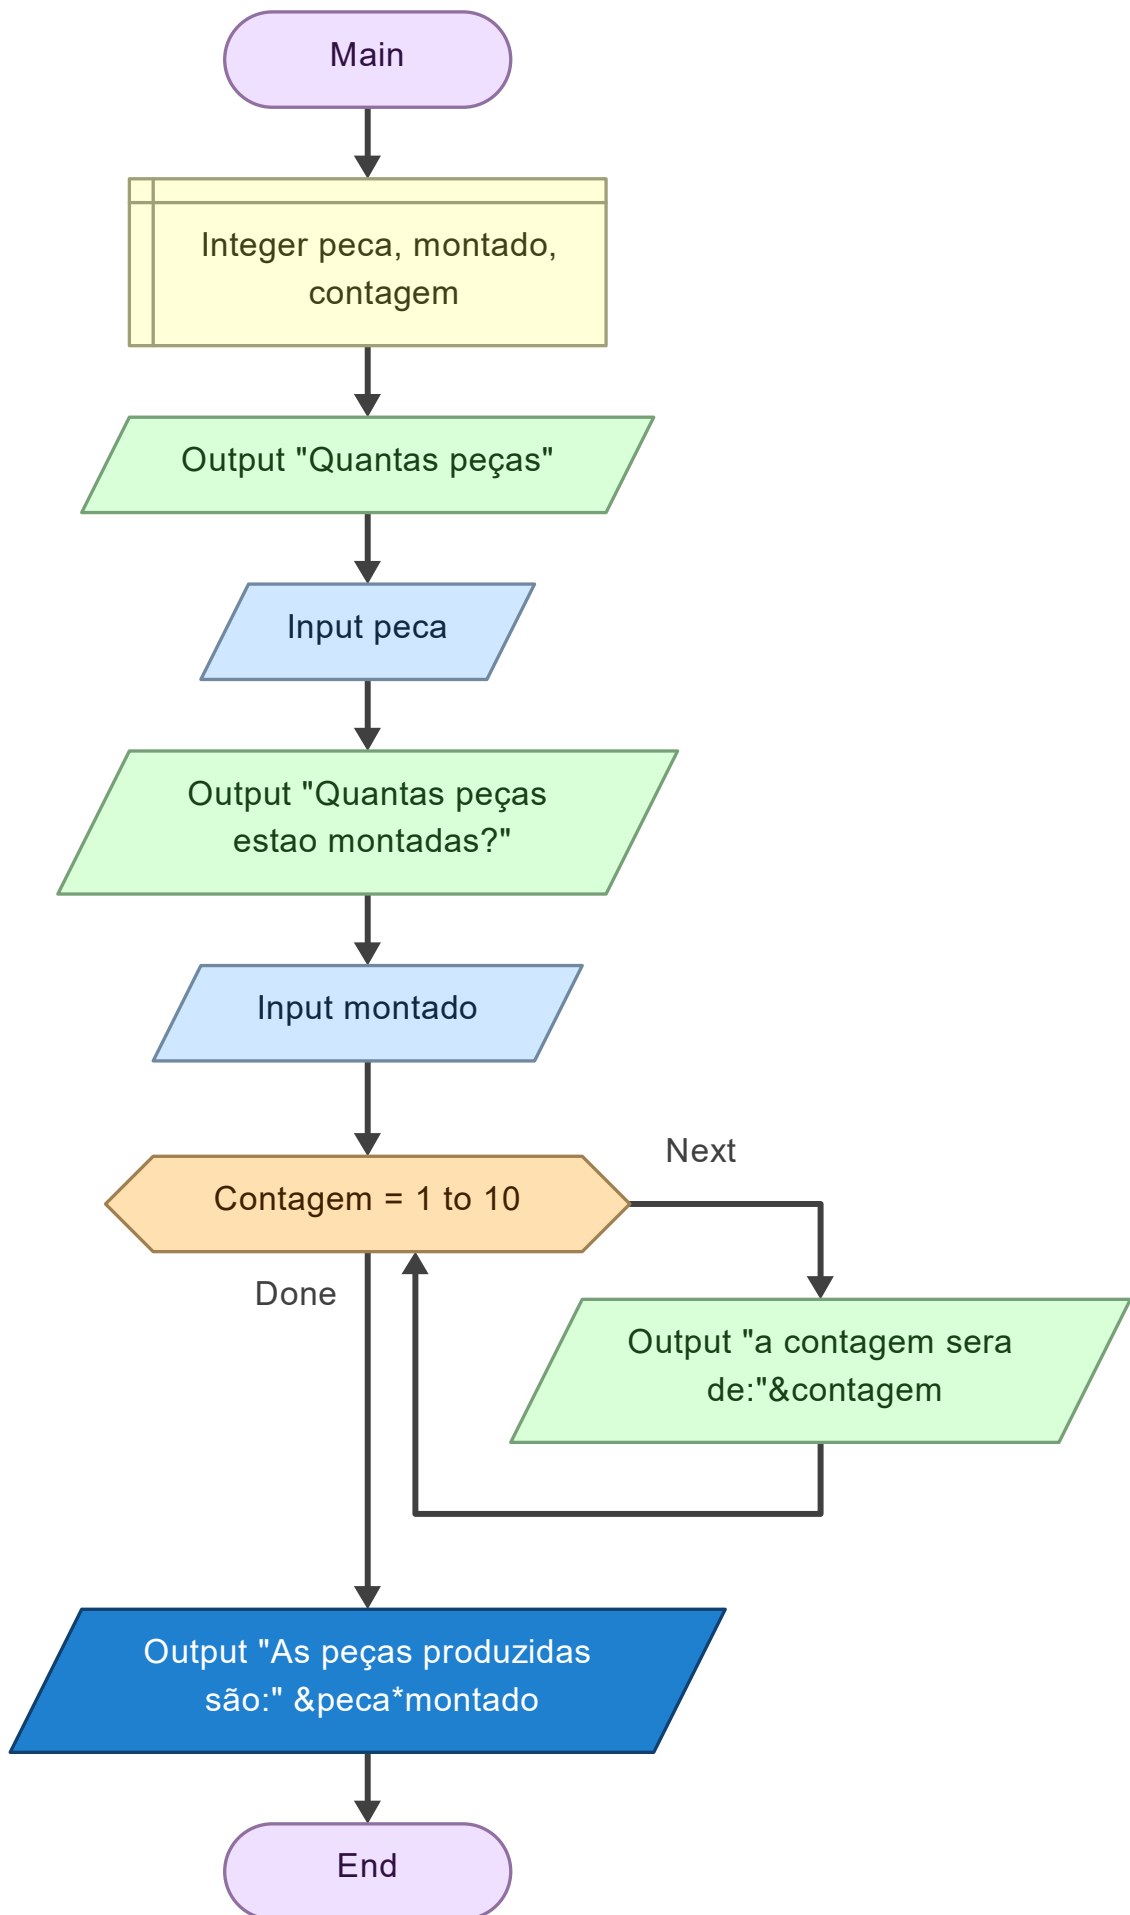 Main
Integer peca, montado,
contagem
Output "Quantas peças"
Input peca
Output "Quantas peças
estao montadas?"
Input montado
Contagem = 1 to 10
Next
Done
Output "a contagem sera
de:"&contagem
Output "As peças produzidas
são:" &peca*montado
End